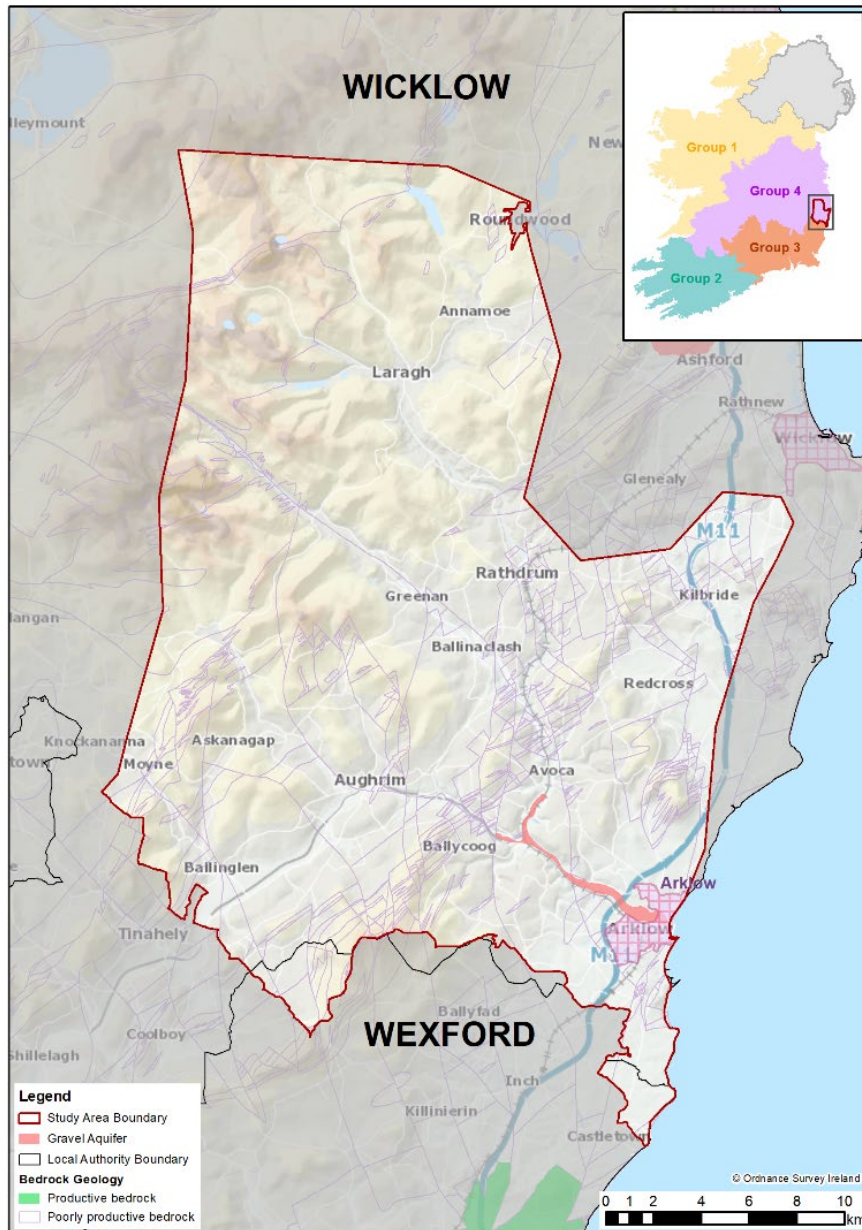 WICKLOW
lleymount
New
Roundwood
Annamoe
Laragh
Ashford
Rathnew
Wicklow
Glenealy
M11
Rathdrum
Greenan
Kilbride
Ballinaclash
Redcross
langan
Knockananna
town
Moyne
Askanagap
Aughrim
Avoca
Ballycoog
Ballinglen
Arklow
Arklow
Tinahely
M1
Ballyfad
WEXFORD
Coolboy
Shillelagh
Inch
Killinierin
Castletown
Group 1
Group 4
Group 3
Group 2
Legend
Study Area Boundary
Gravel Aquifer
Local Authority Boundary
Bedrock Geology
Productive bedrock
Poorly productive bedrock
© Ordnance Survey Ireland
0 1 2 4 6 8 10
km